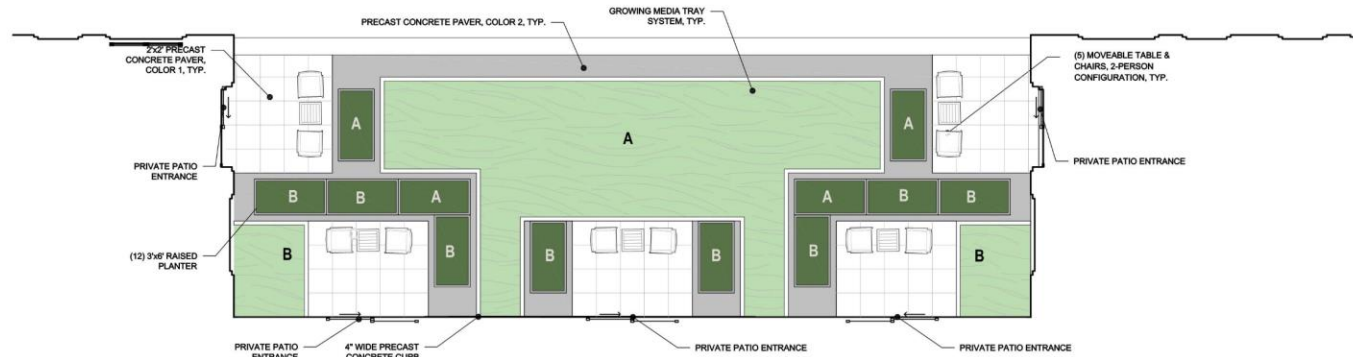 PRECAST CONCRETE PAVER, COLOR 2, TYP.
GROWING MEDIA TRAY
SYSTEM, TYP.
2'x2' PRECAST
CONCRETE PAVER,
COLOR 1, TYP.
(5) MOVEABLE TABLE &
CHAIRS, 2-PERSON
CONFIGURATION, TYP.
A
A
A
PRIVATE PATIO
ENTRANCE
PRIVATE PATIO ENTRANCE
B
B
A
A
B
B
(12) 3'x6' RAISED
PLANTER
B
B
B
B
B
B
PRIVATE PATIO
ENTRANCE
4" WIDE PRECAST
CONCRETE CURB
PRIVATE PATIO ENTRANCE
PRIVATE PATIO ENTRANCE